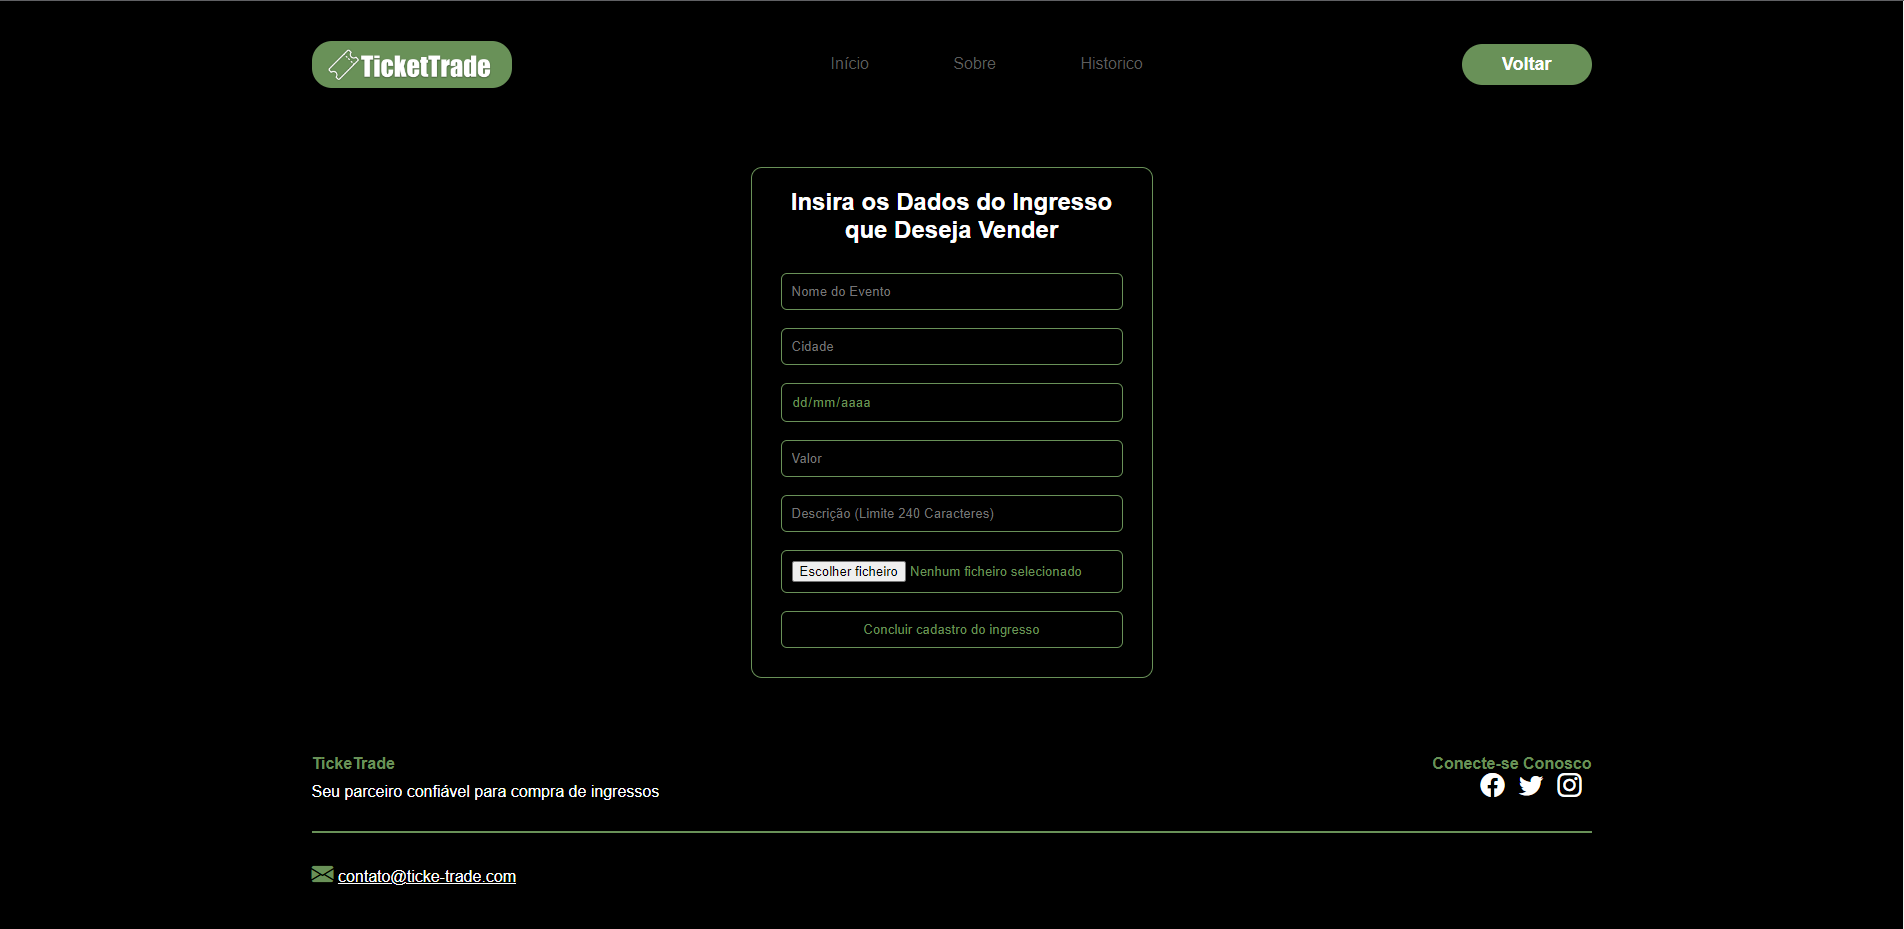 TicketTrade
Início
Sobre
Historico
Voltar
Insira os Dados do Ingresso
que Deseja Vender
Nome do Evento
Cidade
dd/mm/aaaa
Valor
Descrição (Limite 240 Caracteres)
Escolher ficheiro Nenhum ficheiro selecionado
Concluir cadastro do ingresso
TickeTrade
Seu parceiro confiável para compra de ingressos
Conecte-se Conosco
contato@ticke-trade.com